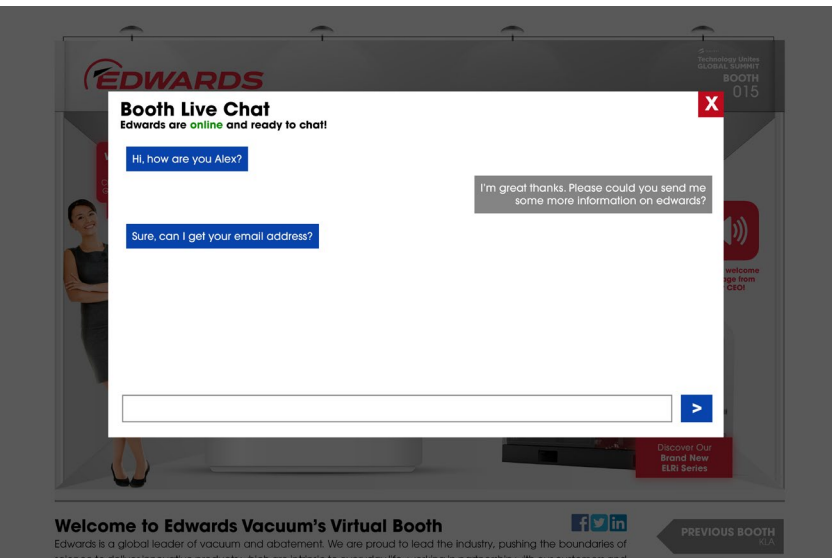 EDWARDS
Technology Unites
GLOBAL SUMMIT
BOOTH
015
Booth Live Chat
X
Edwards are online and ready to chat!
Hi, how are you Alex?
I'm great thanks. Please could you send me
some more information on edwards?
Sure, can I get your email address?
welcome
from
CEO!
>
Discover Our
Brand New
ELRi Series
Welcome to Edwards Vacuum's Virtual Booth
Edwards is a global leader of vacuum and abatement. We are proud to lead the industry, pushing the boundaries of
PREVIOUS BOOTH
KLA